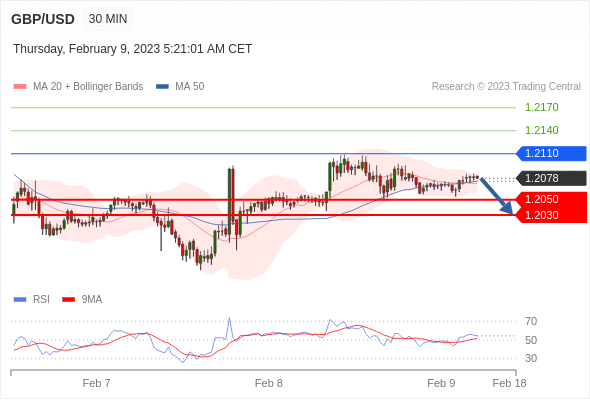 GBP/USD 30 MIN
Thursday, February 9, 2023 5:21:01 AM CET
MA 20 + Bollinger Bands MA 50 Research © 2023 Trading Central
1.2170
1.2140
1.2110
1.2078
1.2050
1.2030
RSI 9MA
70
50
30
Feb 7 Feb 8 Feb 9 Feb 18